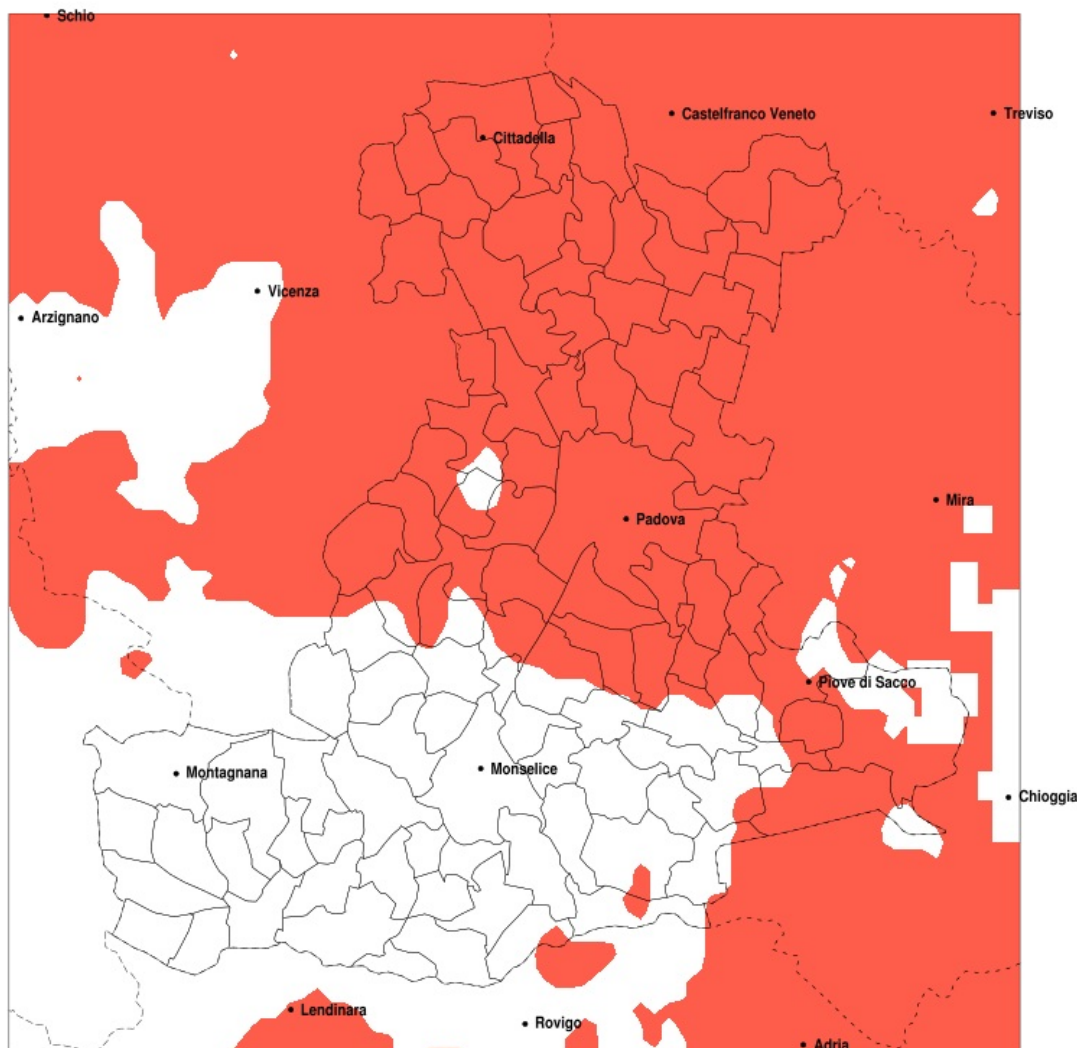 Schio
Castelfranco Veneto
Treviso
Cittadella
Vicenza
Arzignano
Mira
Padova
Piove di Sacco
Montagnana
Monselice
Chioggia
Lendinara
Rovigo
Adria